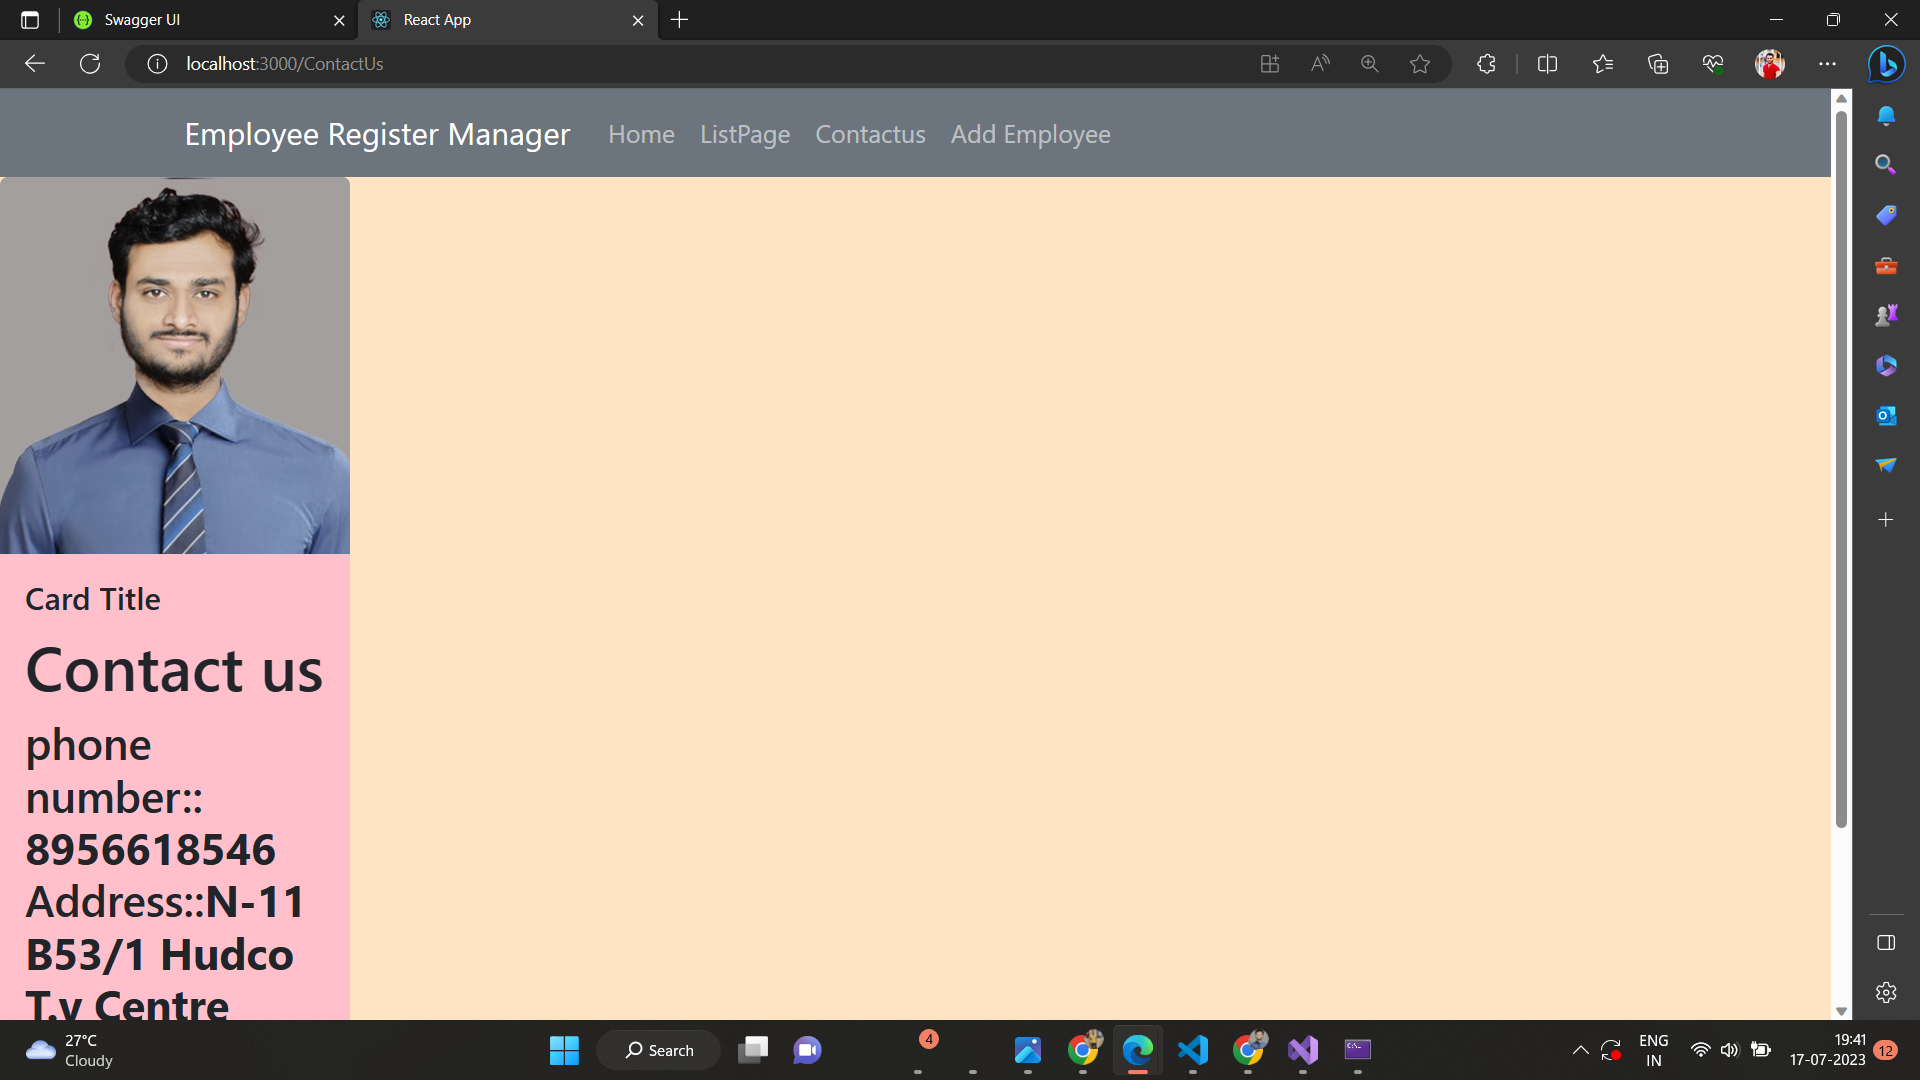 Swagger UI
React App
localhost:3000/ContactUs
Employee Register Manager
Home
ListPage
Contactus
Add Employee
Card Title
Contact us
phone
number::
8956618546
Address::N-11
B53/1 Hudco
T.v Centre
27°C
Cloudy
Search
4
ENG
IN
19:41
17-07-2023
12